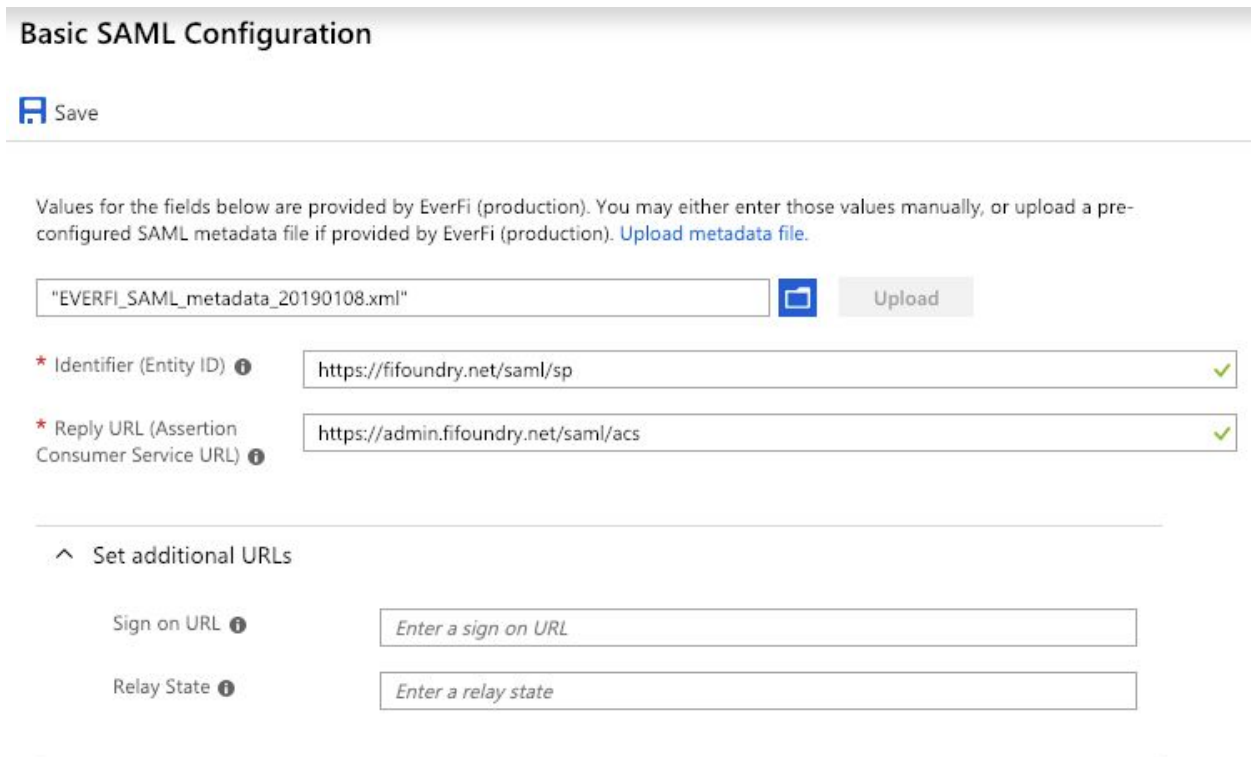 Basic SAML Configuration
Save
Values for the fields below are provided by EverFi (production). You may either enter those values manually, or upload a pre-
configured SAML metadata file if provided by EverFi (production). Upload metadata file.
"EVERFI_SAML_metadata_20190108.xml"
Upload
* Identifier (Entity ID)
https://fifoundry.net/saml/sp
* Reply URL (Assertion
Consumer Service URL)
https://admin.fifoundry.net/saml/acs
Set additional URLs
Sign on URL
Enter a sign on URL
Relay State
Enter a relay state